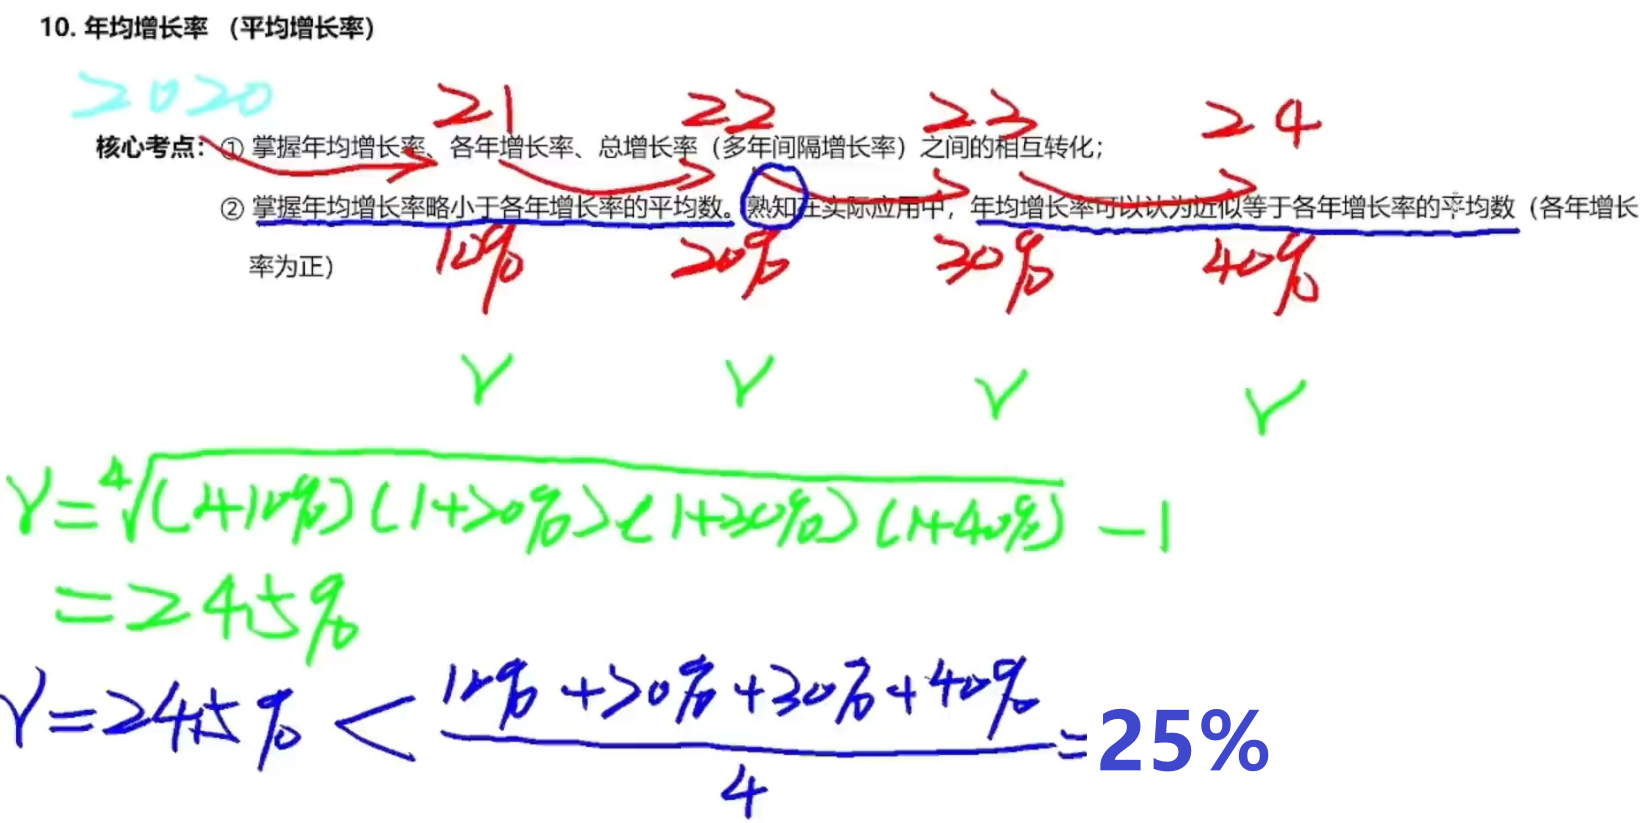 10. 年均增长率 （平均增长率）
2020 21 22 23 24
核心考点：① 掌握年均增长率、各年增长率、总增长率（多年间隔增长率）之间的相互转化；
② 掌握年均增长率略小于各年增长率的平均数。熟知在实际应用中，年均增长率可以认为近似等于各年增长率的平均数（各年增长
率为正）
10% 20% 30% 40%
r r r r
r=4√(1+10%)(1+20%)(1+30%)(1+40%) -1
=24.5%
r=24.5% < 10%+20%+30%+40% = 25%
4